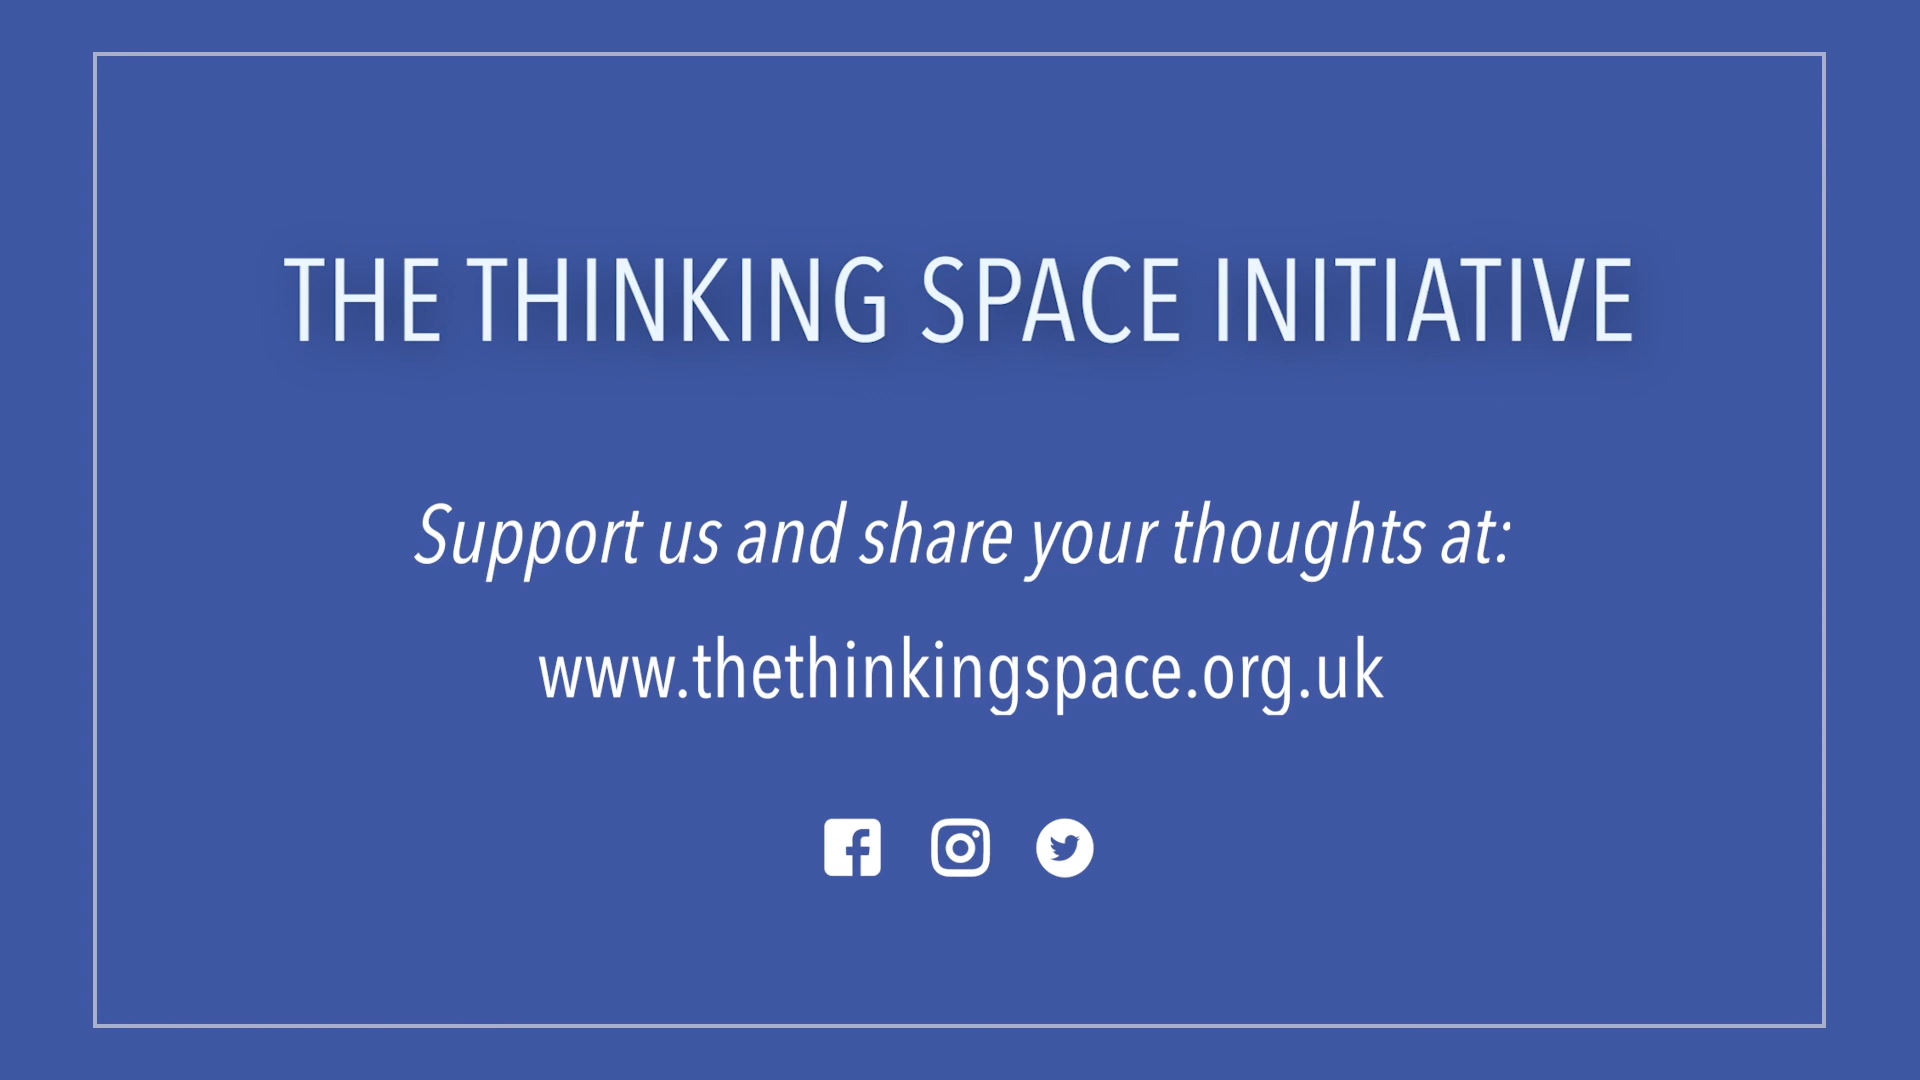 THE THINKING SPACE INITIATIVE
Support us and share your thoughts at:
www.thethinkingspace.org.uk